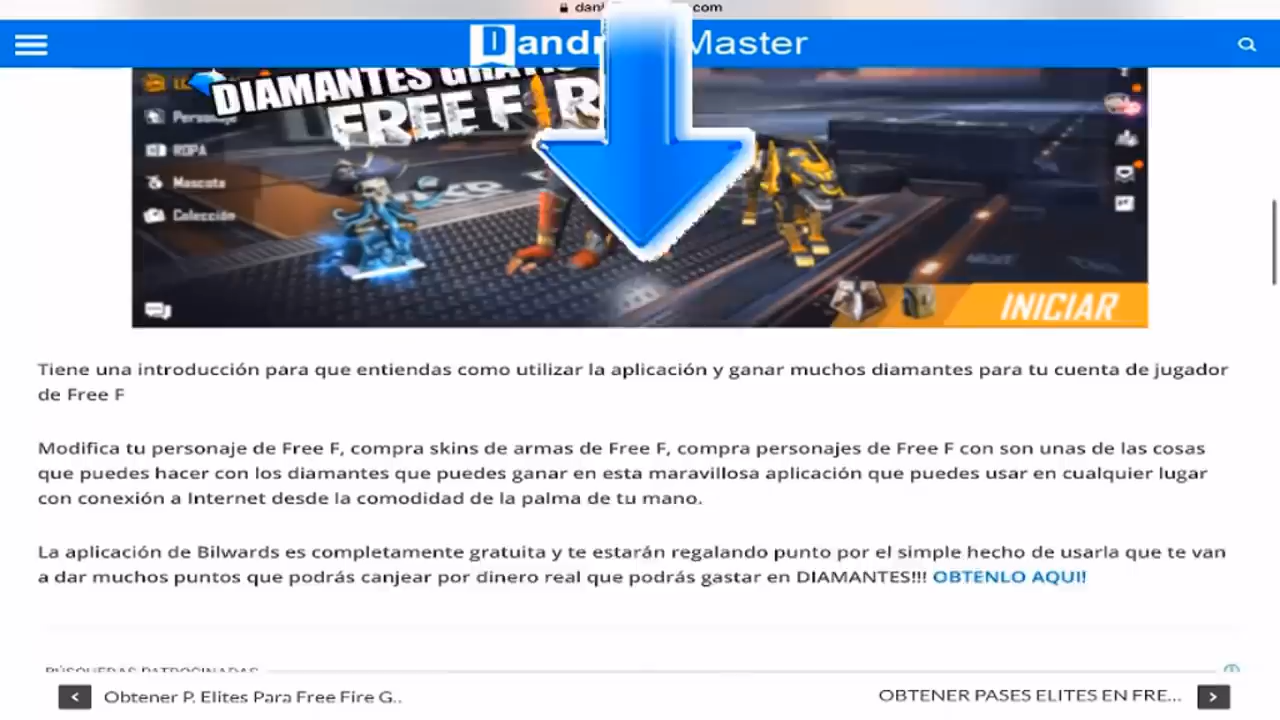 dan
.com
Dand
Master
DIAMANTES GRATIS
FREE FIR
Personaje
ROPA
Mascota
Colección
INICIAR
Tiene una introducción para que entiendas como utilizar la aplicación y ganar muchos diamantes para tu cuenta de jugador
de Free F
Modifica tu personaje de Free F, compra skins de armas de Free F, compra personajes de Free F con son unas de las cosas
que puedes hacer con los diamantes que puedes ganar en esta maravillosa aplicación que puedes usar en cualquier lugar
con conexión a Internet desde la comodidad de la palma de tu mano.
La aplicación de Bilwards es completamente gratuita y te estarán regalando punto por el simple hecho de usarla que te van
a dar muchos puntos que podrás canjear por dinero real que podrás gastar en DIAMANTES!!! OBTENLO AQUI!
BÚSQUEDAS PATROCINADAS
Obtener P. Elites Para Free Fire G..
OBTENER PASES ELITES EN FRE...